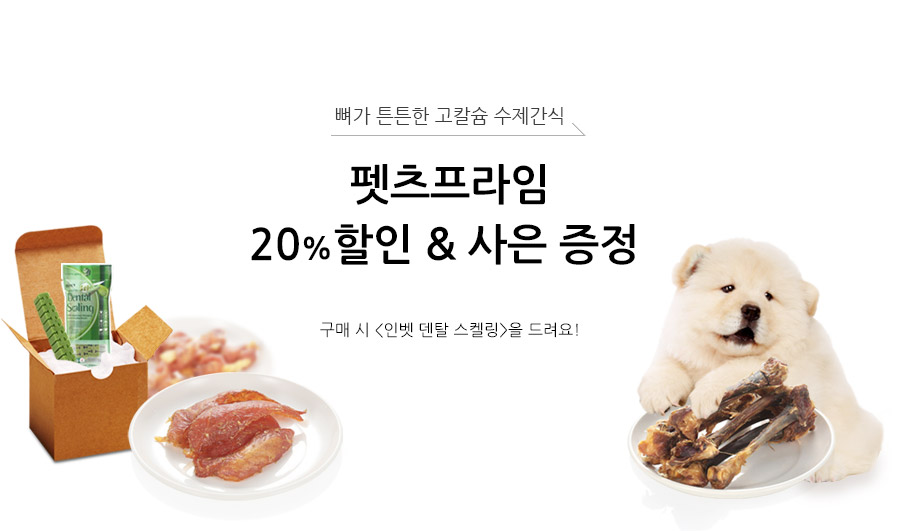 뼈가 튼튼한 고칼슘 수제간식
펫츠프라임
20%할인 & 사은 증정
구매 시 <인벳 덴탈 스켈링>을 드려요!
Dental